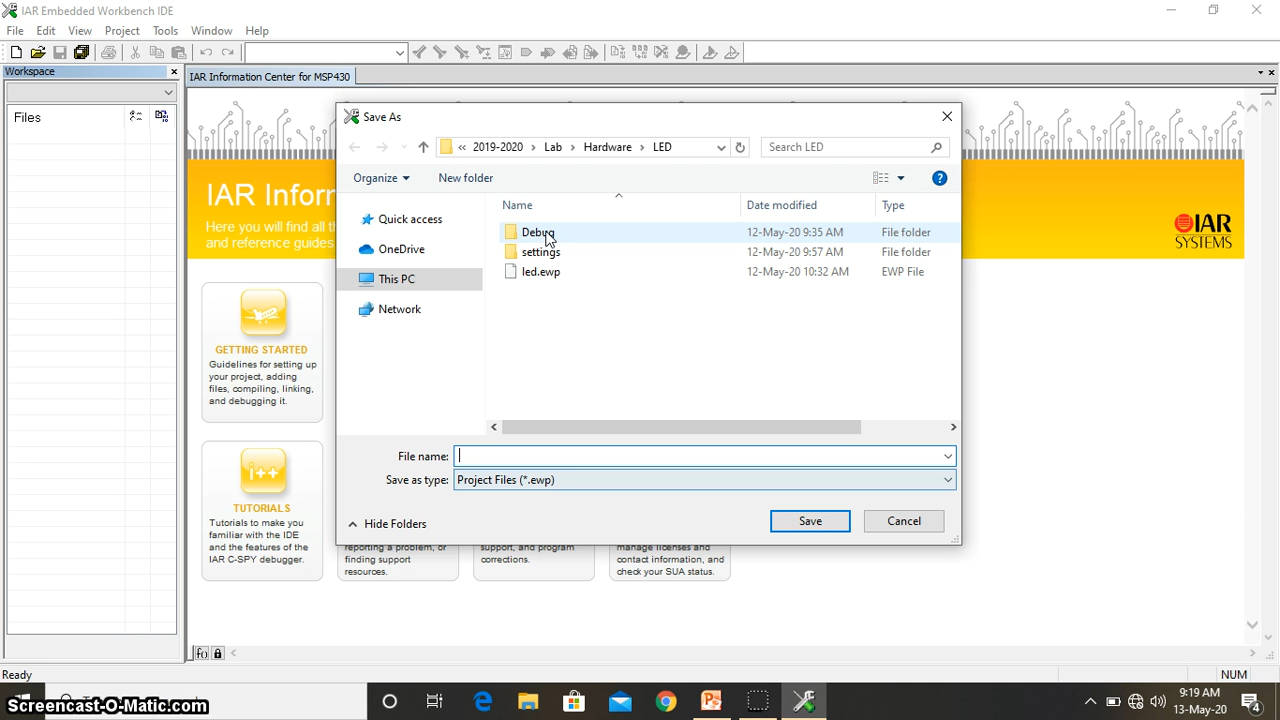 IAR Embedded Workbench IDE
File Edit View Project Tools Window Help
Workspace
IAR Information Center for MSP430
Files
IAR Inform
Here you will find all th
and reference guides
IAR
SYSTEMS
GETTING STARTED
Guidelines for setting up
your project, adding
files, compiling, linking,
and debugging it.
TUTORIALS
Tutorials to make you
familiar with the IDE
and the features of the
IAR C-SPY debugger.
Save As
« 2019-2020 › Lab › Hardware › LED
Search LED
Organize
New folder
Name Date modified Type
Quick access
OneDrive
This PC
Network
Debug 12-May-20 9:35 AM File folder
settings 12-May-20 9:57 AM File folder
led.ewp 12-May-20 10:32 AM EWP File
File name:
Save as type: Project Files (*.ewp)
Hide Folders
Save Cancel
reporting a problem, or
finding support
resources.
support, and program
corrections.
manage licenses and
contact information, and
check your SUA status.
Ready
NUM
Screencast-O-Matic.com
9:19 AM
13-May-20
4